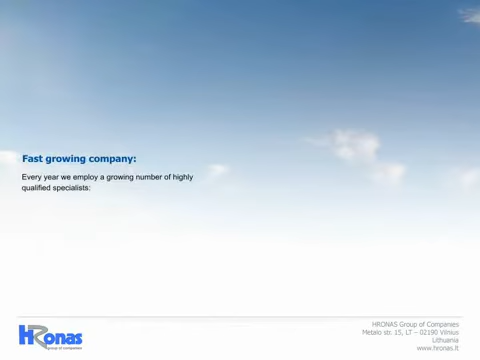 Fast growing company:
Every year we employ a growing number of highly
qualified specialists:
HRonas
group of companies
HRONAS Group of Companies
Metalo str. 15, LT – 02190 Vilnius
Lithuania
www.hronas.lt